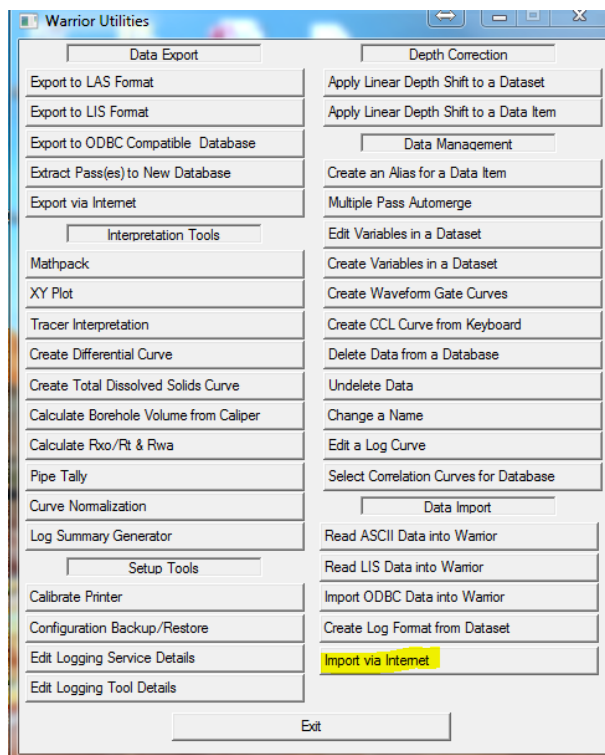 Warrior Utilities
Data Export
Export to LAS Format
Export to LIS Format
Export to ODBC Compatible Database
Extract Pass(es) to New Database
Export via Internet
Interpretation Tools
Mathpack
XY Plot
Tracer Interpretation
Create Differential Curve
Create Total Dissolved Solids Curve
Calculate Borehole Volume from Caliper
Calculate Rxo/Rt & Rwa
Pipe Tally
Curve Normalization
Log Summary Generator
Setup Tools
Calibrate Printer
Configuration Backup/Restore
Edit Logging Service Details
Edit Logging Tool Details
Depth Correction
Apply Linear Depth Shift to a Dataset
Apply Linear Depth Shift to a Data Item
Data Management
Create an Alias for a Data Item
Multiple Pass Automerge
Edit Variables in a Dataset
Create Variables in a Dataset
Create Waveform Gate Curves
Create CCL Curve from Keyboard
Delete Data from a Database
Undelete Data
Change a Name
Edit a Log Curve
Select Correlation Curves for Database
Data Import
Read ASCII Data into Warrior
Read LIS Data into Warrior
Import ODBC Data into Warrior
Create Log Format from Dataset
Import via Internet
Exit